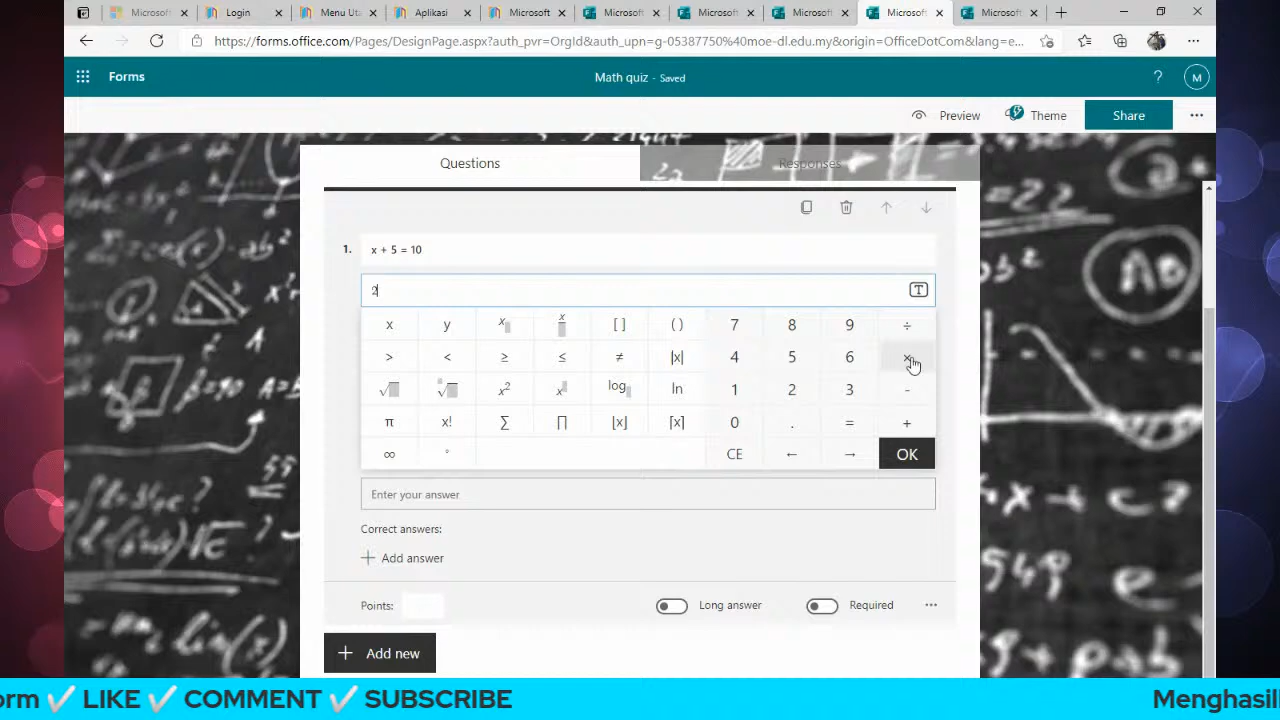 Microsoft
Login
Menu Uta
Aplikasi
Microsoft
Microsoft
Microsoft
Microsoft
Microsoft
Microsoft
https://forms.office.com/Pages/DesignPage.aspx?auth_pvr=OrgId&auth_upn=g-05387750%40moe-dl.edu.my&origin=OfficeDotCom&lang=e...
Forms
Math quiz - Saved
? M
Preview
Theme
Share
Questions
Responses
1. x + 5 = 10
2
T
x y x x [ ] ( ) 7 8 9 ÷
> < ≥ ≤ ≠ |x| 4 5 6 ×
√ √ x² x log ln 1 2 3 -
π x! ∑ ∏ ⌊x⌋ ⌈x⌉ 0 . = +
∞ ° CE ← → OK
Enter your answer
Correct answers:
+ Add answer
Points:
Long answer
Required
+ Add new
orm ✓ LIKE ✓ COMMENT ✓ SUBSCRIBE
Menghasil